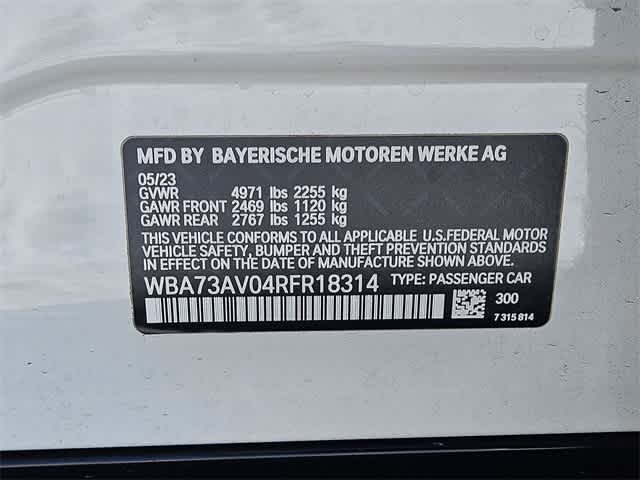 MFD BY BAYERISCHE MOTOREN WERKE AG
05/23
GVWR 4971 lbs 2255 kg
GAWR FRONT 2469 lbs 1120 kg
GAWR REAR 2767 lbs 1255 kg
THIS VEHICLE CONFORMS TO ALL APPLICABLE U.S.FEDERAL MOTOR
VEHICLE SAFETY, BUMPER, AND THEFT PREVENTION STANDARDS
IN EFFECT ON THE DATE OF MANUFACTURE SHOWN ABOVE.
WBA73AV04RFR18314 TYPE: PASSENGER CAR
300
7 315 814